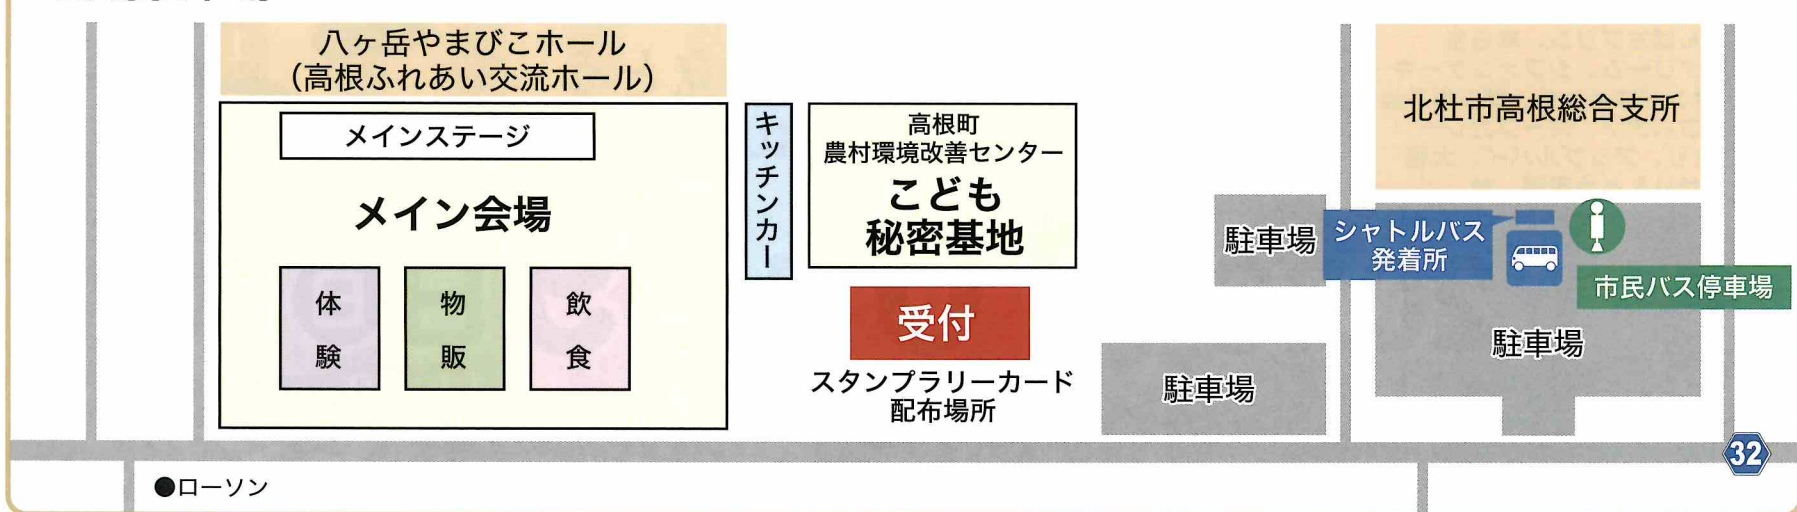 八ヶ岳やまびこホール
（高根ふれあい交流ホール）
メインステージ
メイン会場
体験
物販
飲食
キッチンカー
高根町
農村環境改善センター
こども
秘密基地
受付
スタンプラリーカード
配布場所
駐車場
駐車場
北杜市高根総合支所
シャトルバス
発着所
市民バス停車場
駐車場
32
●ローソン